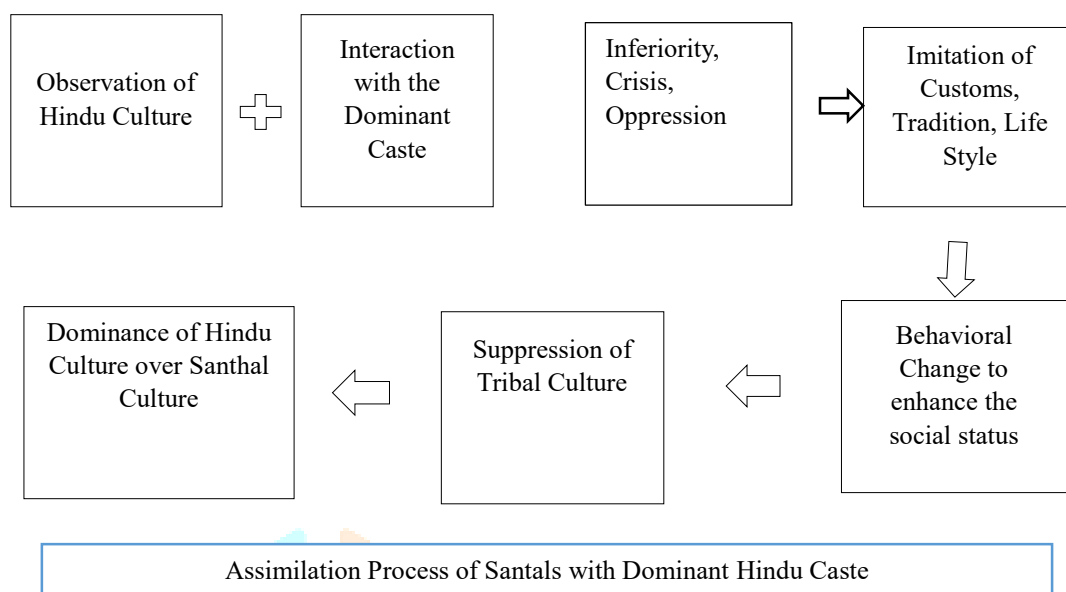 Observation of
Hindu Culture
Interaction
with the
Dominant
Caste
Inferiority,
Crisis,
Oppression
Imitation of
Customs,
Tradition, Life
Style
Behavioral
Change to
enhance the
social status
Suppression of
Tribal Culture
Dominance of Hindu
Culture over Santhal
Culture
Assimilation Process of Santals with Dominant Hindu Caste